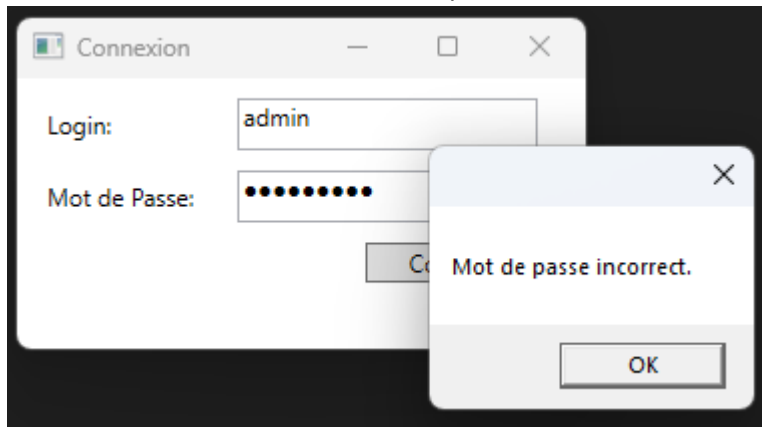 Connexion
Login:
admin
Mot de Passe:
•••••••••
Mot de passe incorrect.
OK